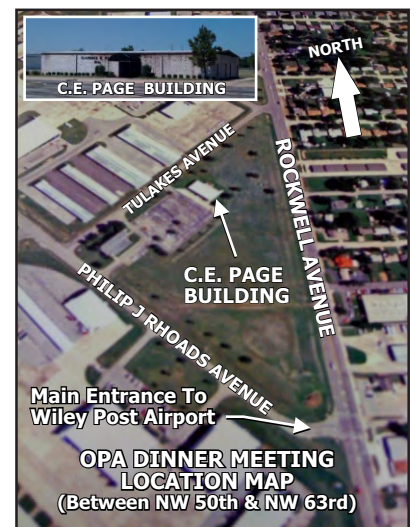 C.E. PAGE BUILDING
NORTH
TULAKES AVENUE
ROCKWELL AVENUE
C.E. PAGE
BUILDING
PHILIP J RHOADS AVENUE
Main Entrance To
Wiley Post Airport
OPA DINNER MEETING
LOCATION MAP
(Between NW 50th & NW 63rd)